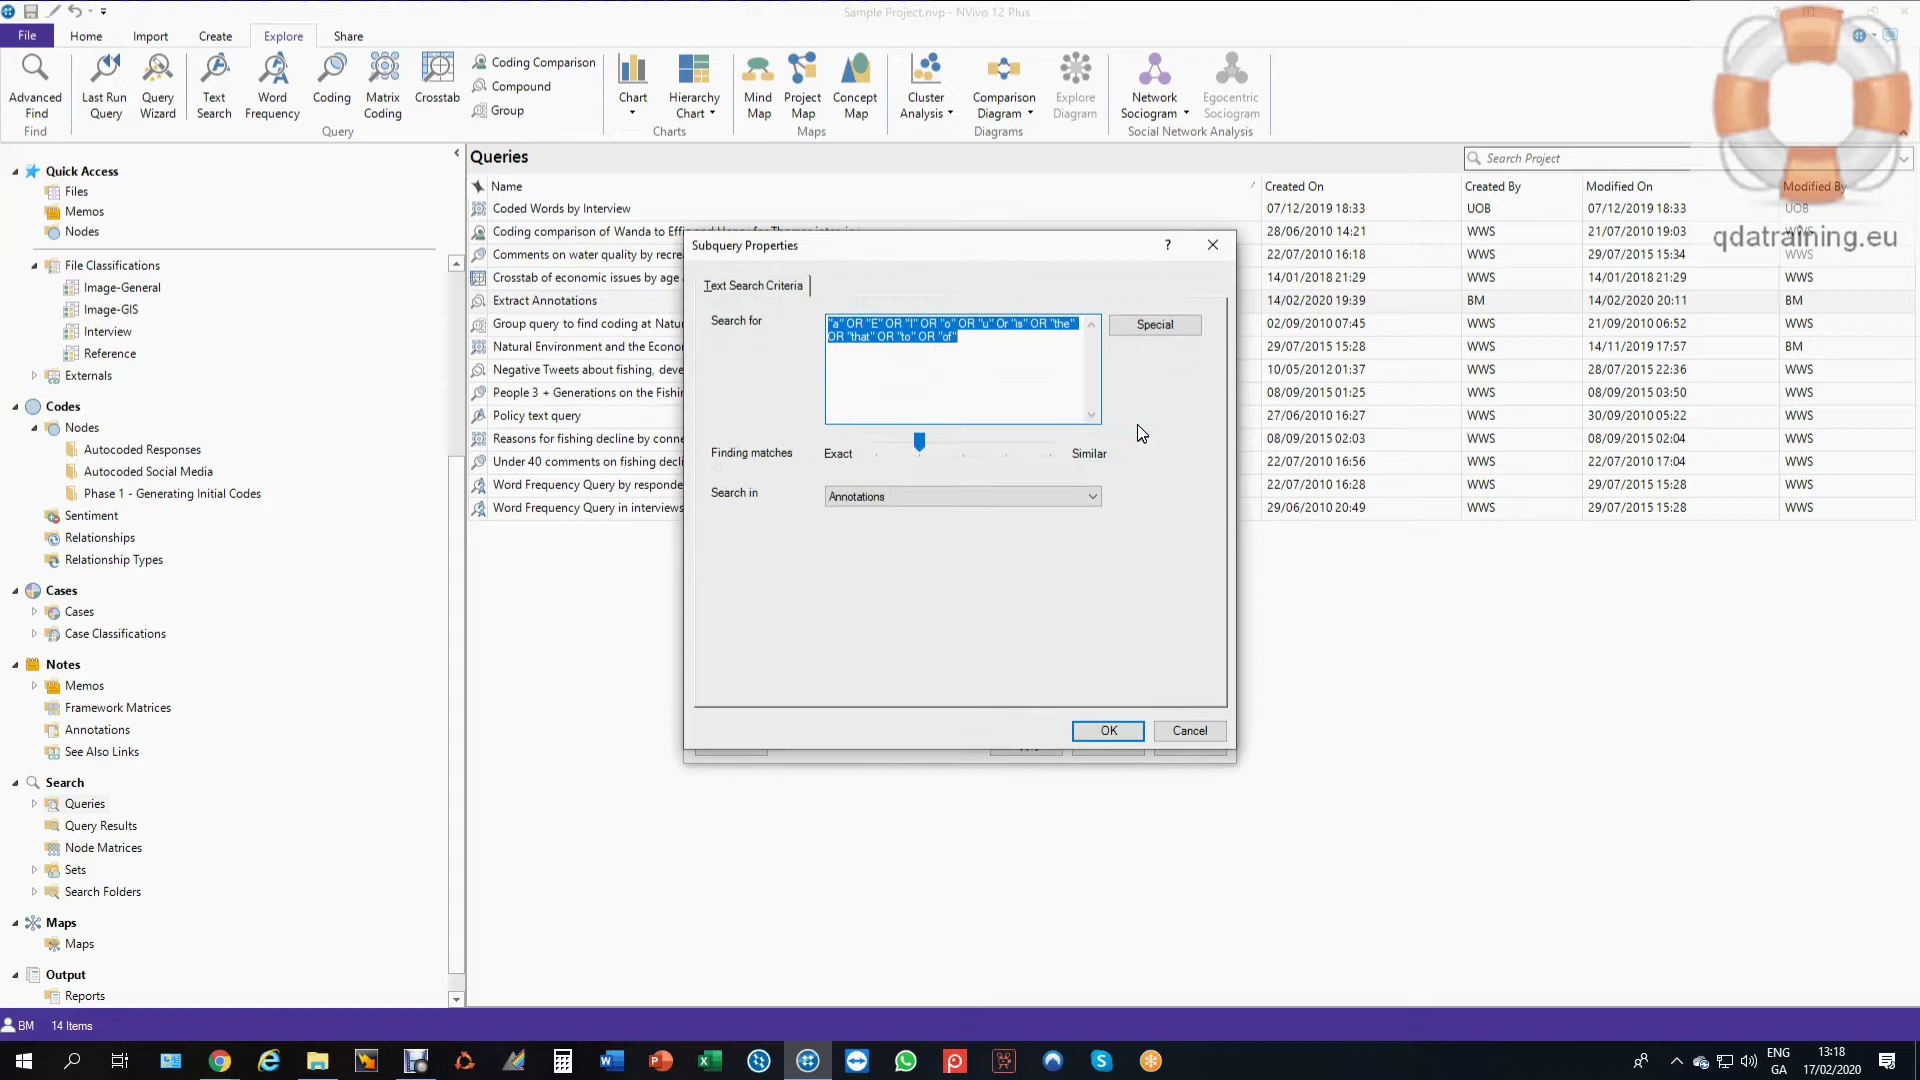 Sample Project.nvp - NVivo 12 Plus
File Home Import Create Explore Share
Advanced Find
Last Run Query
Query Wizard
Text Search
Word Frequency
Coding
Matrix Coding
Crosstab
Coding Comparison
Compound
Group
Chart
Hierarchy Chart
Mind Map
Project Map
Concept Map
Cluster Analysis
Comparison Diagram
Explore Diagram
Network Sociogram
Egocentric Sociogram
Find Query Charts Maps Diagrams Social Network Analysis
qdatraining.eu
Quick Access
Files
Memos
Nodes
File Classifications
Image-General
Image-GIS
Interview
Reference
Externals
Codes
Nodes
Autocoded Responses
Autocoded Social Media
Phase 1 - Generating Initial Codes
Sentiment
Relationships
Relationship Types
Cases
Cases
Case Classifications
Notes
Memos
Framework Matrices
Annotations
See Also Links
Search
Queries
Query Results
Node Matrices
Sets
Search Folders
Maps
Maps
Output
Reports
Queries
Search Project
Name Created On Created By Modified On Modified By
Coded Words by Interview 07/12/2019 18:33 UOB 07/12/2019 18:33 UOB
Coding comparison of Wanda to Effie and Henry for Thomas interview 28/06/2010 14:21 WWS 21/07/2010 19:03 WWS
Comments on water quality by recre 22/07/2010 16:18 WWS 29/07/2015 15:34 WWS
Crosstab of economic issues by age 14/01/2018 21:29 WWS 14/01/2018 21:29 WWS
Extract Annotations 14/02/2020 19:39 BM 14/02/2020 20:11 BM
Group query to find coding at Natu 02/09/2010 07:45 WWS 21/09/2010 06:52 WWS
Natural Environment and the Econo 29/07/2015 15:28 WWS 14/11/2019 17:57 BM
Negative Tweets about fishing, deve 10/05/2012 01:37 WWS 28/07/2015 22:36 WWS
People 3 + Generations on the Fishi 08/09/2015 01:25 WWS 08/09/2015 03:50 WWS
Policy text query 27/06/2010 16:27 WWS 30/09/2010 05:22 WWS
Reasons for fishing decline by conne 08/09/2015 02:03 WWS 08/09/2015 02:04 WWS
Under 40 comments on fishing decli 22/07/2010 16:56 WWS 22/07/2010 17:04 WWS
Word Frequency Query by responde 22/07/2010 16:28 WWS 29/07/2015 15:28 WWS
Word Frequency Query in interviews 29/06/2010 20:49 WWS 29/07/2015 15:28 WWS
Subquery Properties
Text Search Criteria
Search for
"a" OR "E" OR "I" OR "o" OR "u" Or "is" OR "the"
OR "that" OR "to" OR "of"
Special
Finding matches Exact Similar
Search in Annotations
OK Cancel
BM 14 Items
ENG
GA
13:18
17/02/2020